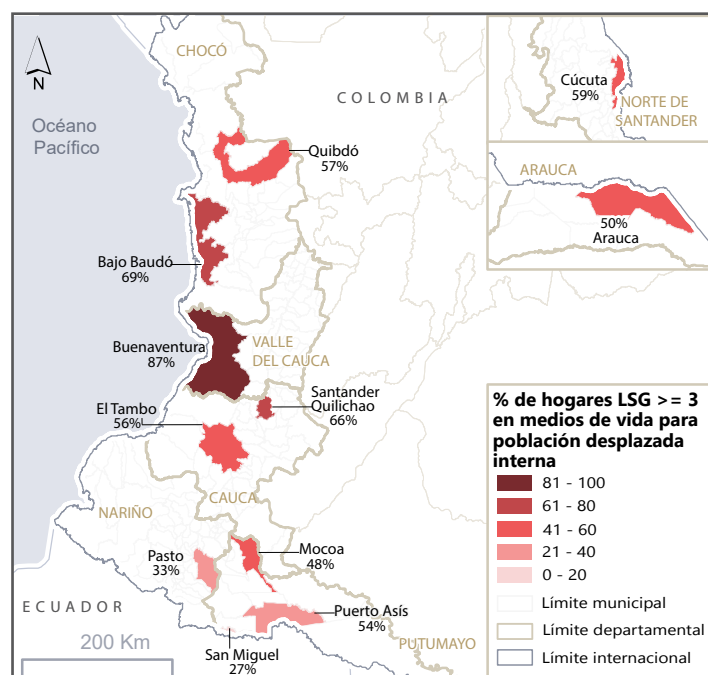 CHOCÓ
N
COLOMBIA
Océano
Pacífico
Quibdó
57%
Bajo Baudó
69%
Buenaventura
87%
VALLE
DEL CAUCA
El Tambo
56%
Santander
Quilichao
66%
CAUCA
NARIÑO
Pasto
33%
Mocoa
48%
Puerto Asís
54%
San Miguel
27%
ECUADOR
PUTUMAYO
200 Km
Cúcuta
59%
NORTE DE
SANTANDER
ARAUCA
50%
Arauca
% de hogares LSG >= 3
en medios de vida para
población desplazada
interna
81 - 100
61 - 80
41 - 60
21 - 40
0 - 20
Límite municipal
Límite departamental
Límite internacional